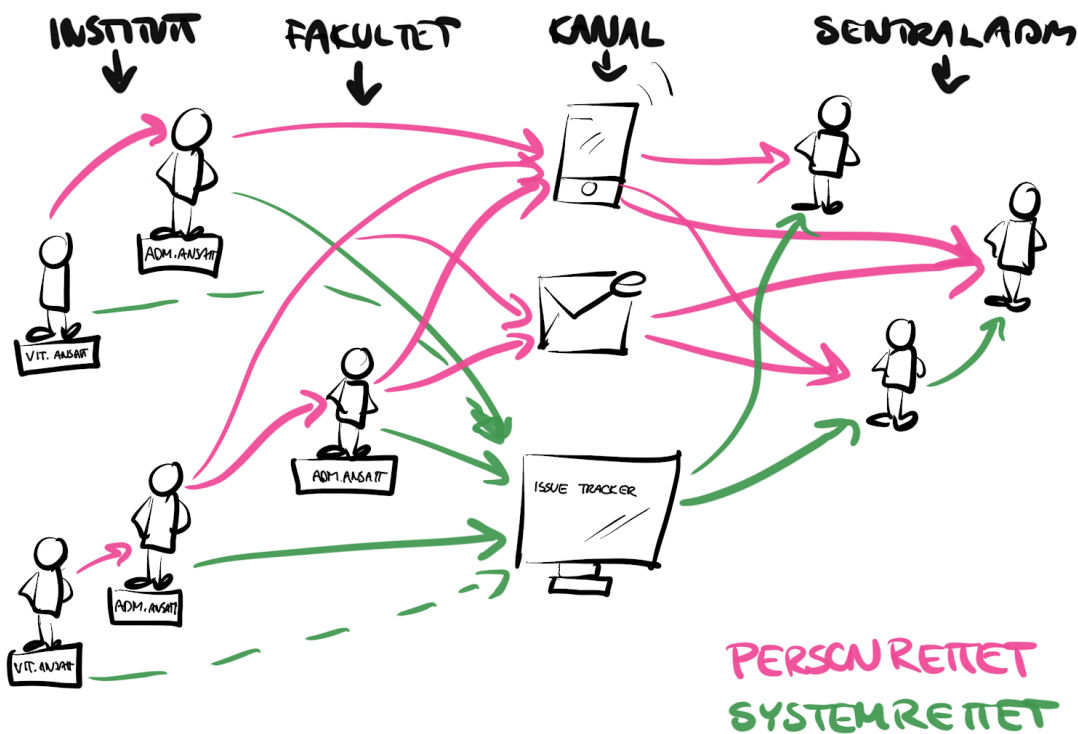 INSTITUTT
FAKULTET
KANAL
SENTRALADM
ADM. ANSATT
VIT. ANSATT
ADM. ANSATT
ISSUE TRACKER
ADM. ANSATT
VIT. ANSATT
PERSONRETTET
SYSTEMRETTET